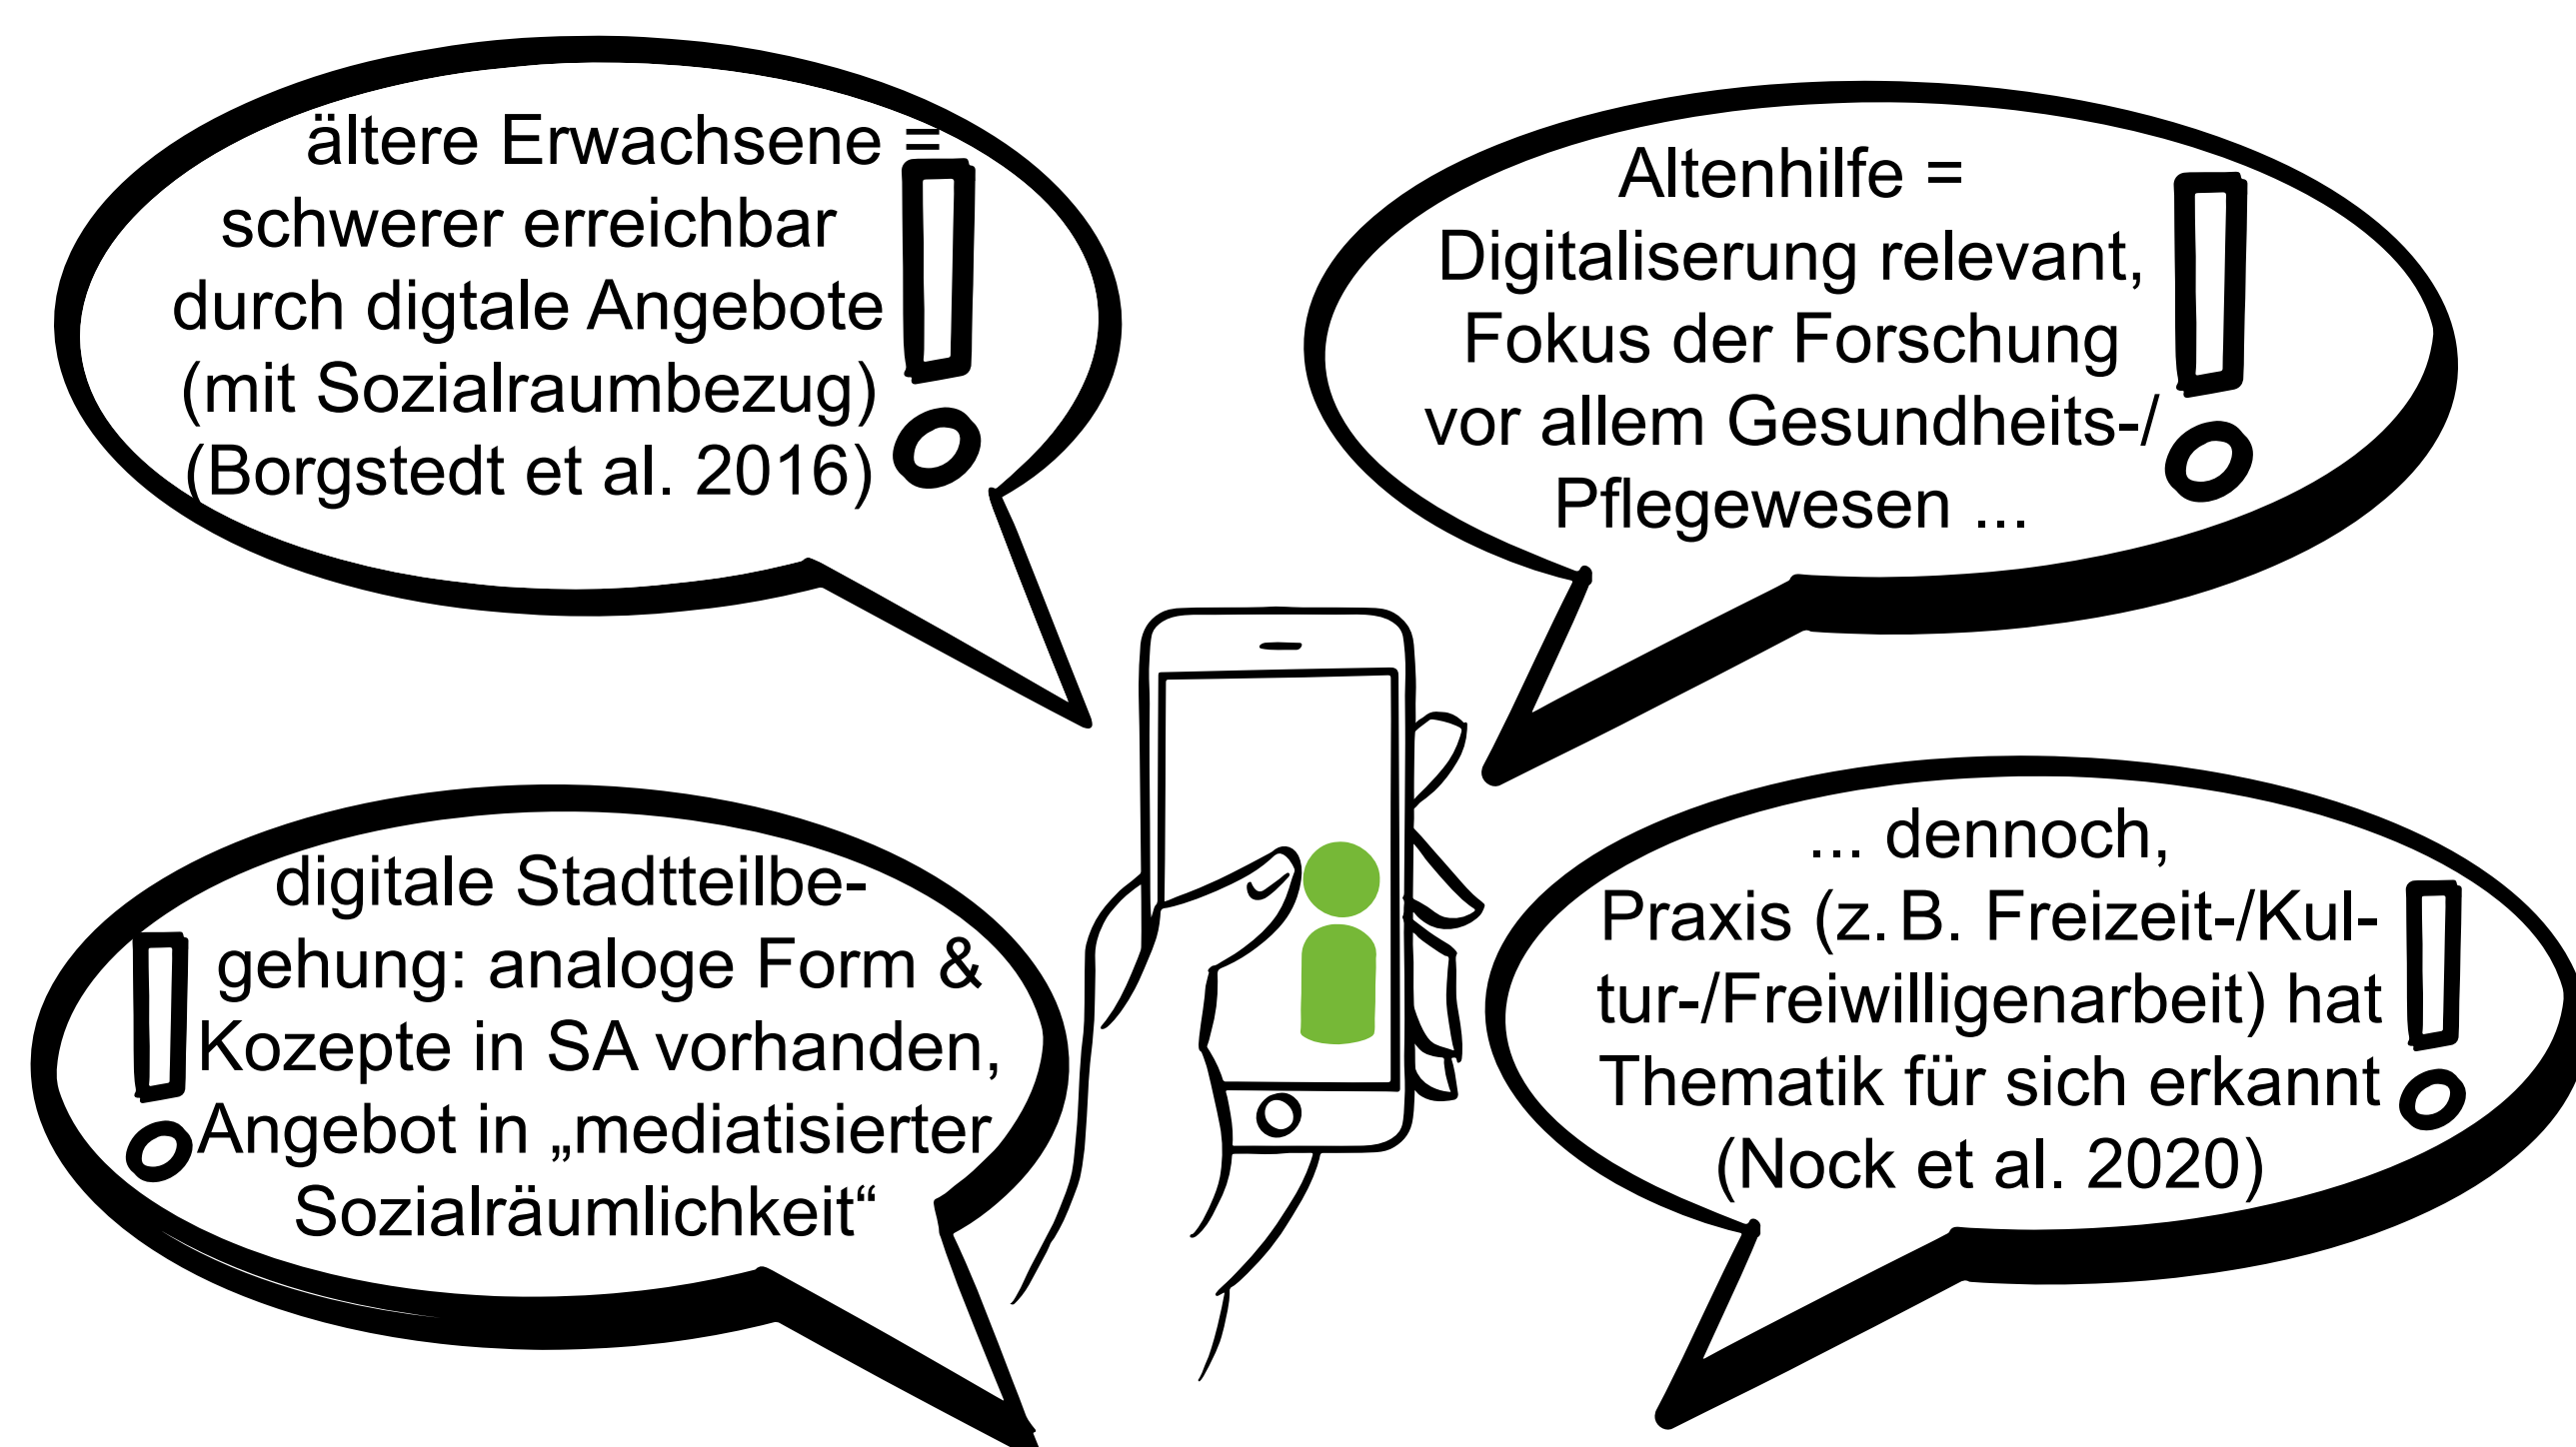 ältere Erwachsene =
schwerer erreichbar
durch digtale Angebote
(mit Sozialraumbezug)
(Borgstedt et al. 2016)
Altenhilfe =
Digitaliserung relevant,
Fokus der Forschung
vor allem Gesundheits-/
Pflegewesen ...
digitale Stadtteilbe-
gehung: analoge Form &
Kozepte in SA vorhanden,
Angebot in „mediatisierter
Sozialräumlichkeit“
... dennoch,
Praxis (z. B. Freizeit-/Kul-
tur-/Freiwilligenarbeit) hat
Thematik für sich erkannt
(Nock et al. 2020)